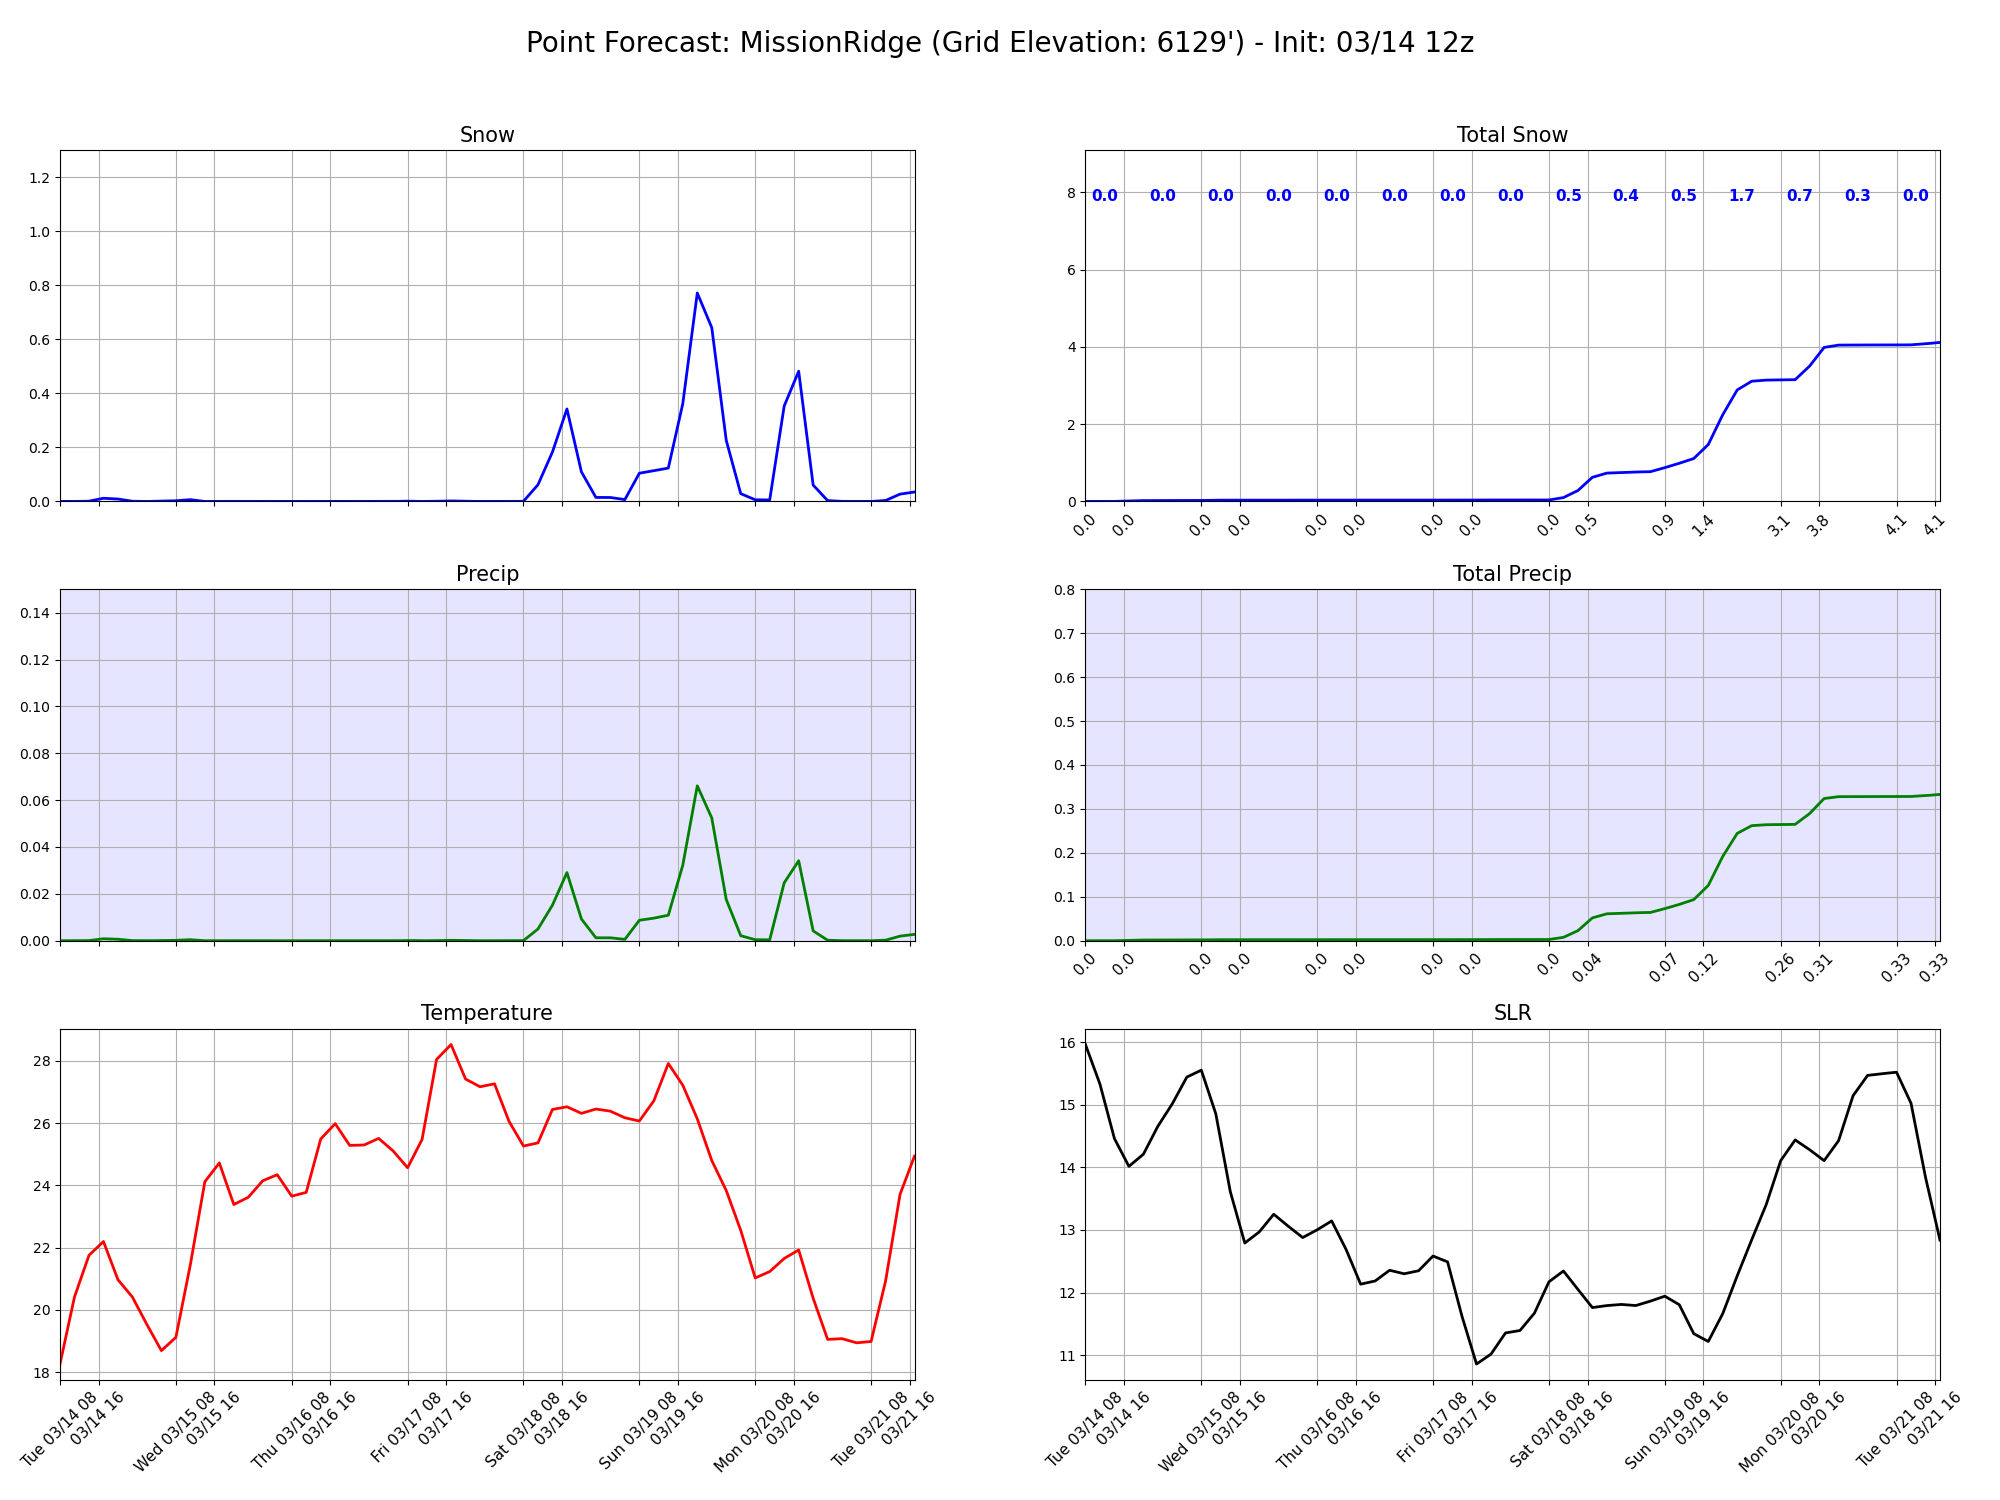 Point Forecast: MissionRidge (Grid Elevation: 6129') - Init: 03/14 12z
Snow
1.2
1.0
0.8
0.6
0.4
0.2
0.0
Total Snow
8
6
4
2
0
0.0 0.0 0.0 0.0 0.0 0.0 0.0 0.0 0.5 0.4 0.5 1.7 0.7 0.3 0.0
0.0 0.0 0.0 0.0 0.0 0.0 0.0 0.0 0.0 0.5 0.9 1.4 3.1 3.8 4.1 4.1
Precip
0.14
0.12
0.10
0.08
0.06
0.04
0.02
0.00
Total Precip
0.8
0.7
0.6
0.5
0.4
0.3
0.2
0.1
0.0
0.0 0.0 0.0 0.0 0.0 0.0 0.0 0.0 0.0 0.04 0.07 0.12 0.26 0.31 0.33 0.33
Temperature
28
26
24
22
20
18
Tue 03/14 08
03/14 16
Wed 03/15 08
03/15 16
Thu 03/16 08
03/16 16
Fri 03/17 08
03/17 16
Sat 03/18 08
03/18 16
Sun 03/19 08
03/19 16
Mon 03/20 08
03/20 16
Tue 03/21 08
03/21 16
SLR
16
15
14
13
12
11
Tue 03/14 08
03/14 16
Wed 03/15 08
03/15 16
Thu 03/16 08
03/16 16
Fri 03/17 08
03/17 16
Sat 03/18 08
03/18 16
Sun 03/19 08
03/19 16
Mon 03/20 08
03/20 16
Tue 03/21 08
03/21 16